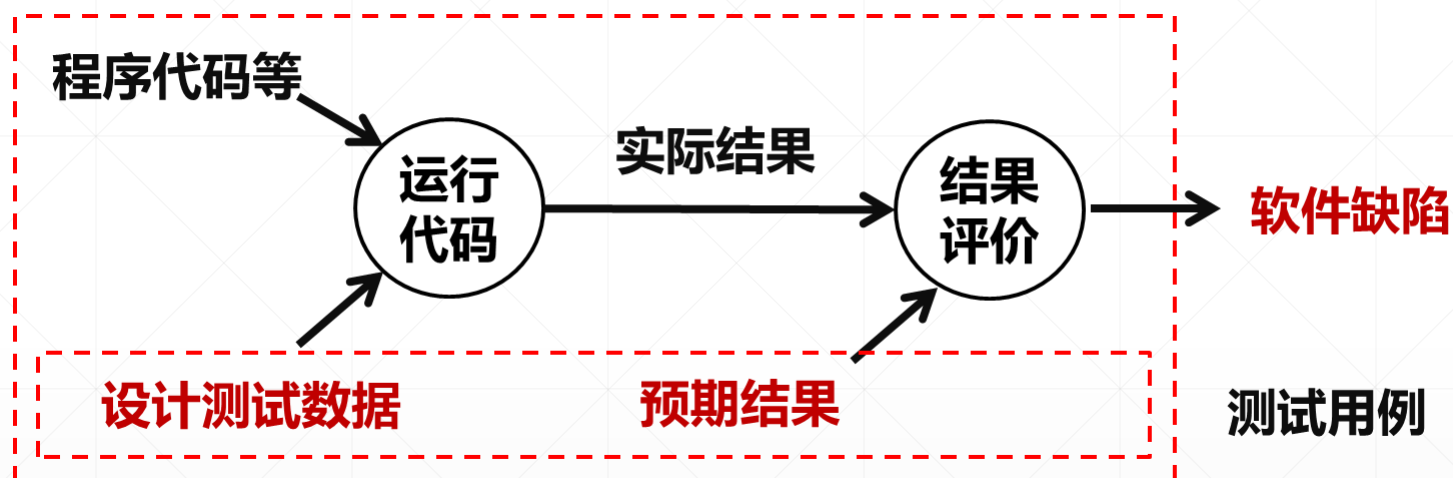 程序代码等
运行
代码
实际结果
结果
评价
软件缺陷
设计测试数据
预期结果
测试用例